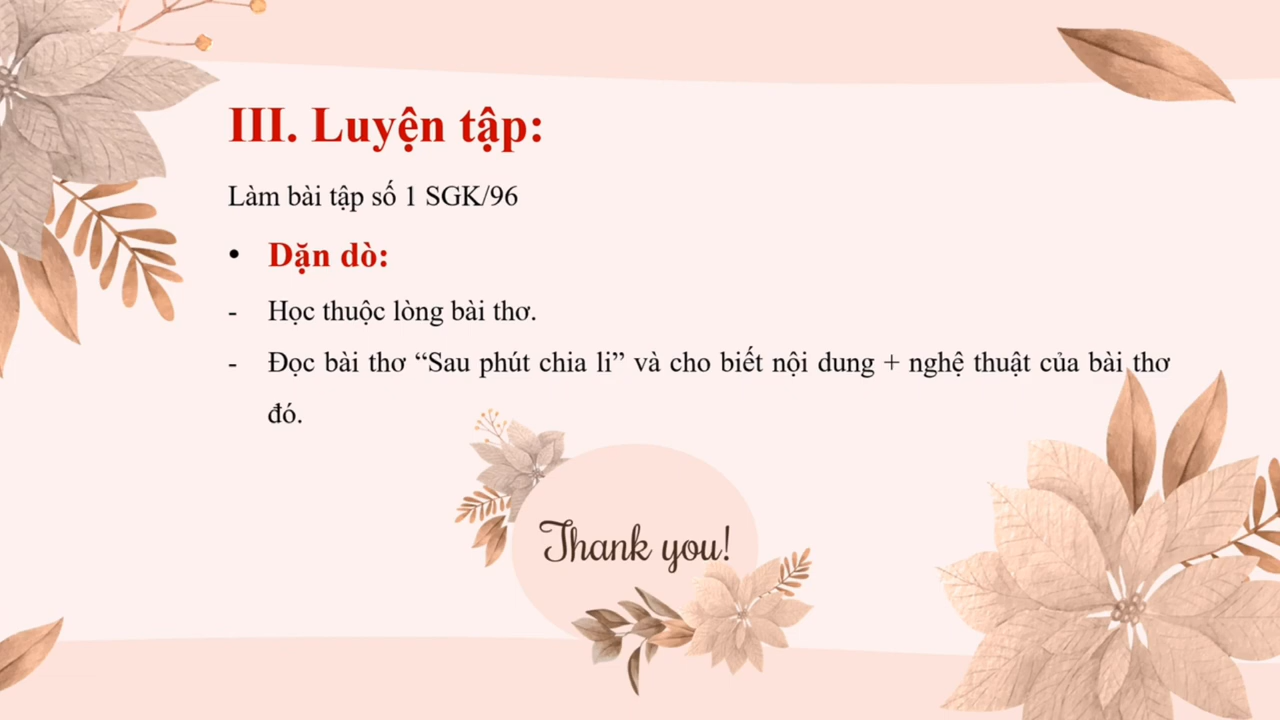 III. Luyện tập:
Làm bài tập số 1 SGK/96
• Dặn dò:
- Học thuộc lòng bài thơ.
- Đọc bài thơ “Sau phút chia li” và cho biết nội dung + nghệ thuật của bài thơ
đó.
Thank you!